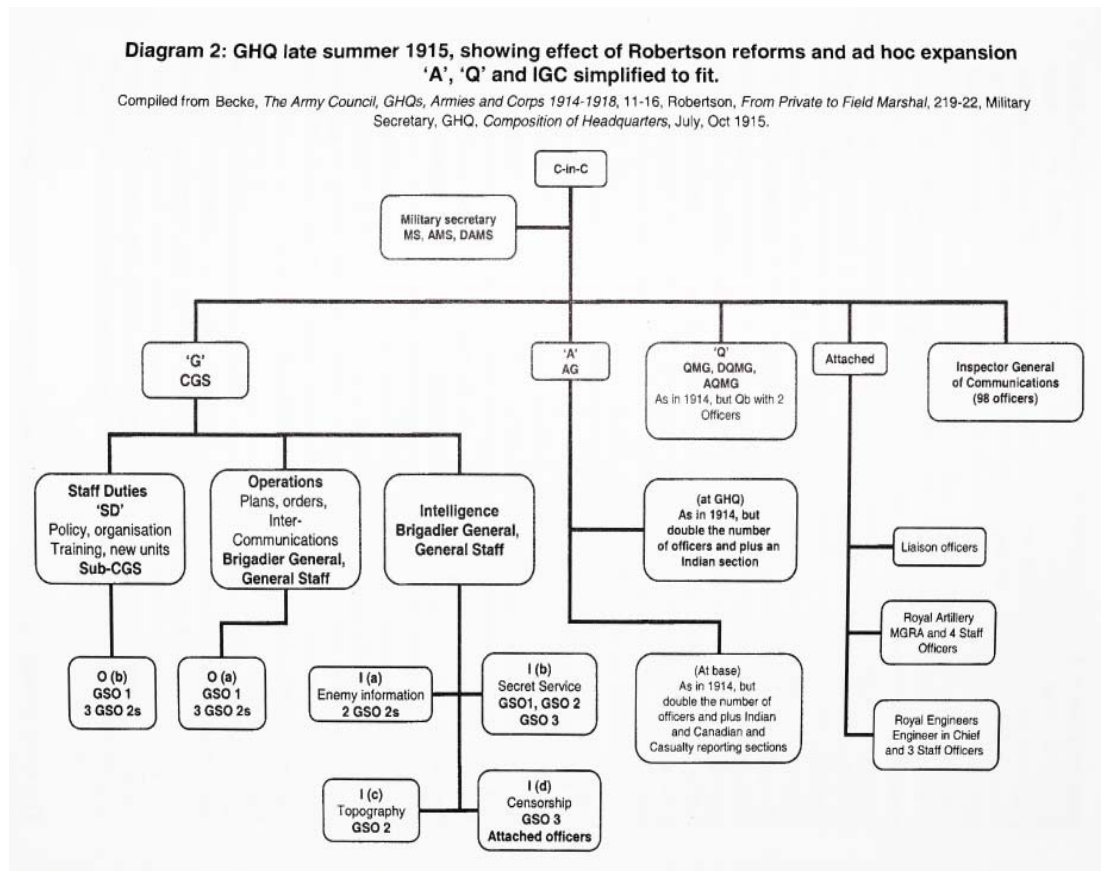 Diagram 2: GHQ late summer 1915, showing effect of Robertson reforms and ad hoc expansion
'A', 'Q' and IGC simplified to fit.
Compiled from Becke, The Army Council, GHQs, Armies and Corps 1914-1918, 11-16, Robertson, From Private to Field Marshal, 219-22, Military
Secretary, GHQ, Composition of Headquarters, July, Oct 1915.
C-in-C
Military secretary
MS, AMS, DAMS
'G'
CGS
'A'
AG
'Q'
QMG, DQMG,
AQMG
As in 1914, but Qb with 2
Officers
Attached
Inspector General
of Communications
(98 officers)
Staff Duties
'SD'
Policy, organisation
Training, new units
Sub-CGS
Operations
Plans, orders,
Inter-
Communications
Brigadier General,
General Staff
Intelligence
Brigadier General,
General Staff
(at GHQ)
As in 1914, but
double the number
of officers and plus an
Indian section
Liaison officers
Royal Artillery
MGRA and 4 Staff
Officers
O (b)
GSO 1
3 GSO 2s
O (a)
GSO 1
3 GSO 2s
I (a)
Enemy information
2 GSO 2s
I (b)
Secret Service
GSO1, GSO 2
GSO 3
(At base)
As in 1914, but
double the number of
officers and plus Indian
and Canadian and
Casualty reporting sections
Royal Engineers
Engineer in Chief
and 3 Staff Officers
I (c)
Topography
GSO 2
I (d)
Censorship
GSO 3
Attached officers